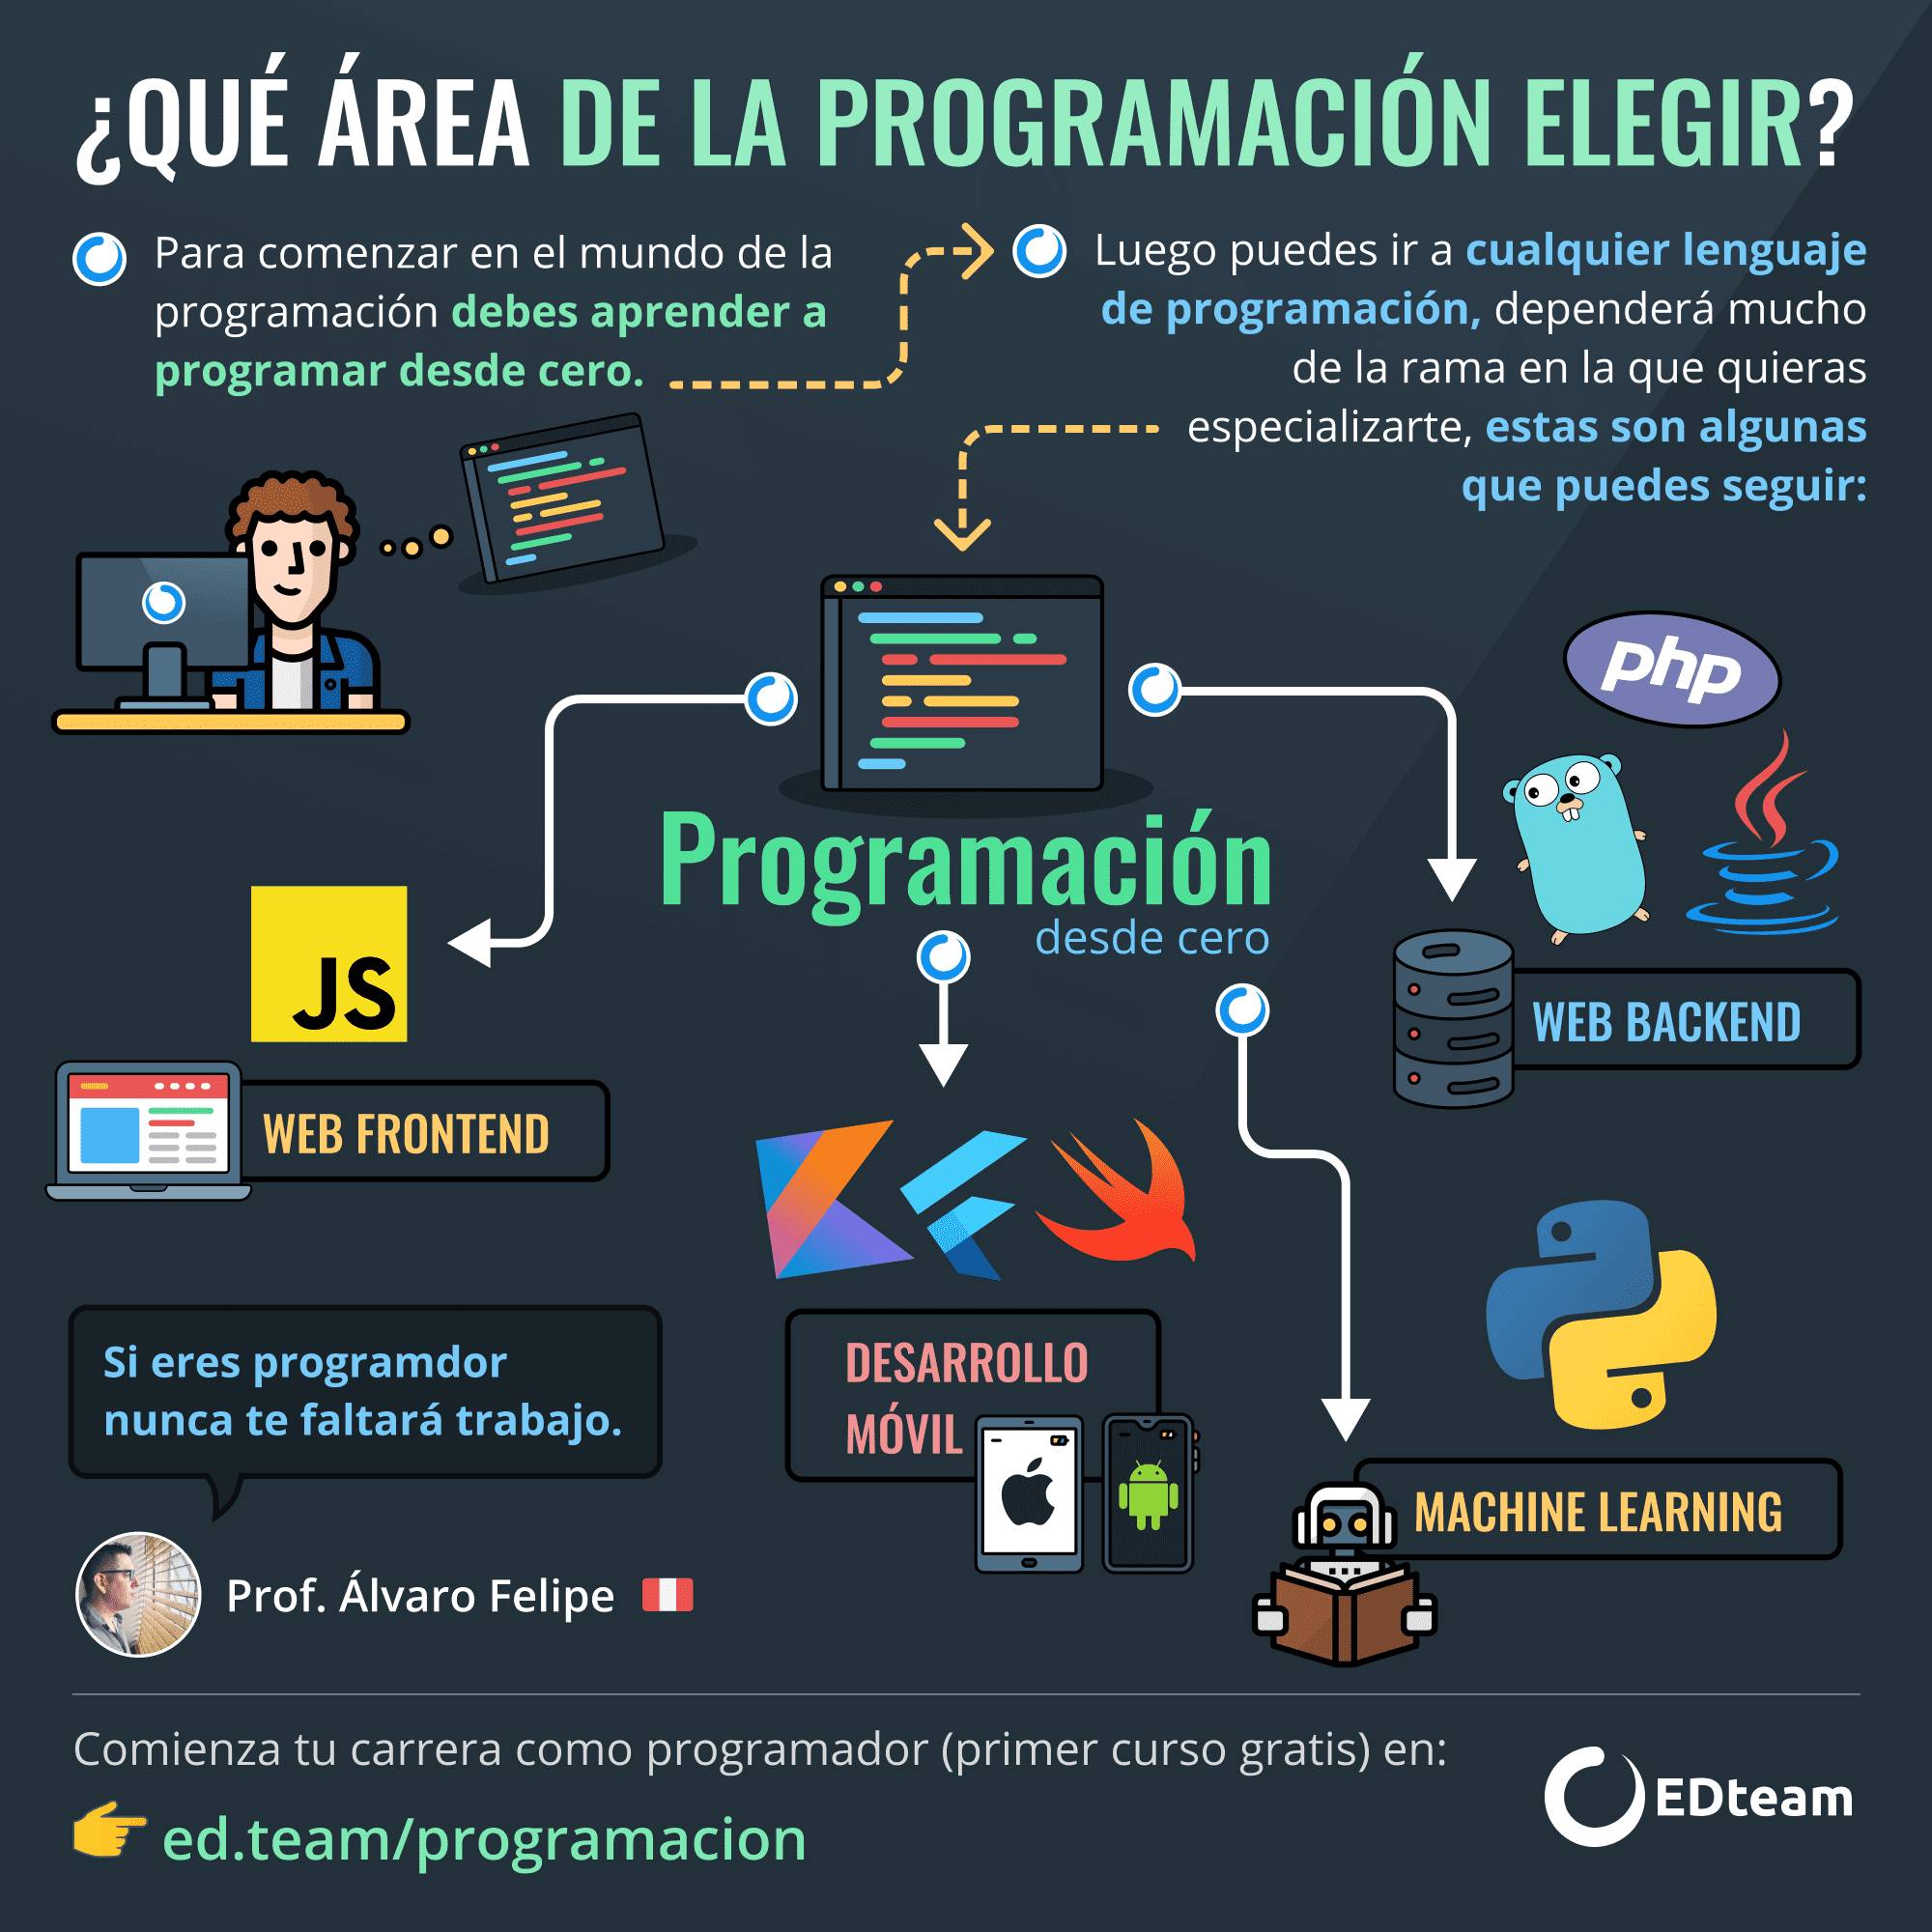 ¿QUÉ ÁREA DE LA PROGRAMACIÓN ELEGIR?
Para comenzar en el mundo de la
programación debes aprender a
programar desde cero.
Luego puedes ir a cualquier lenguaje
de programación, dependerá mucho
de la rama en la que quieras
especializarte, estas son algunas
que puedes seguir:
Programación
desde cero
JS
WEB FRONTEND
php
WEB BACKEND
DESARROLLO
MÓVIL
MACHINE LEARNING
Si eres programdor
nunca te faltará trabajo.
Prof. Álvaro Felipe
Comienza tu carrera como programador (primer curso gratis) en:
ed.team/programacion
EDteam